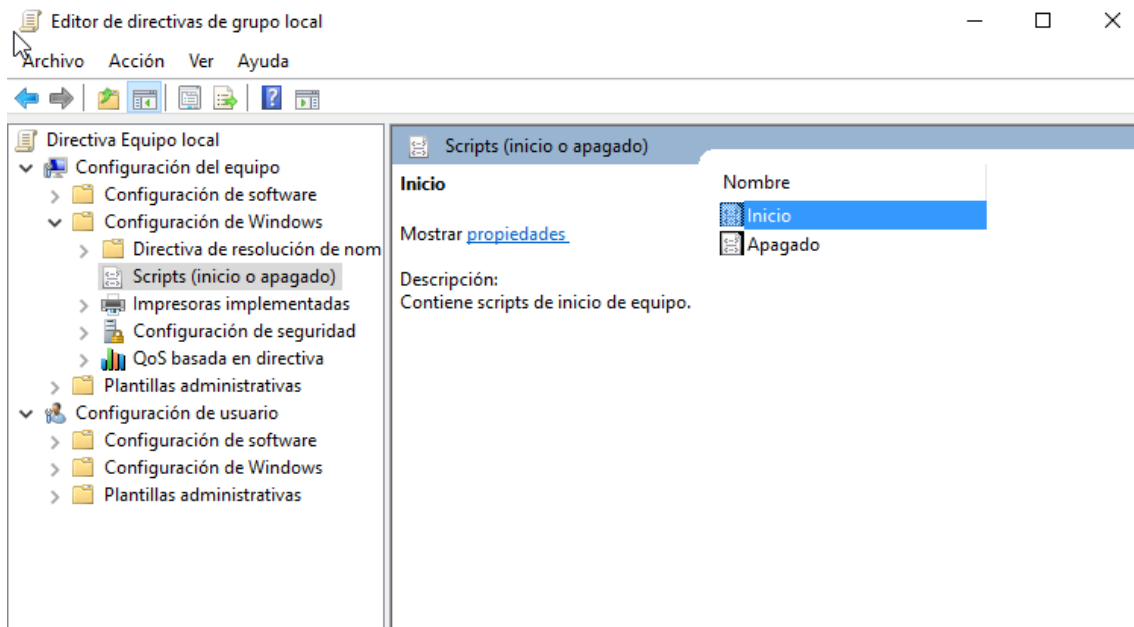 Editor de directivas de grupo local
Archivo Acción Ver Ayuda
Directiva Equipo local
Configuración del equipo
Configuración de software
Configuración de Windows
Directiva de resolución de nom
Scripts (inicio o apagado)
Impresoras implementadas
Configuración de seguridad
QoS basada en directiva
Plantillas administrativas
Configuración de usuario
Configuración de software
Configuración de Windows
Plantillas administrativas
Scripts (inicio o apagado)
Inicio
Mostrar propiedades
Descripción:
Contiene scripts de inicio de equipo.
Nombre
Inicio
Apagado